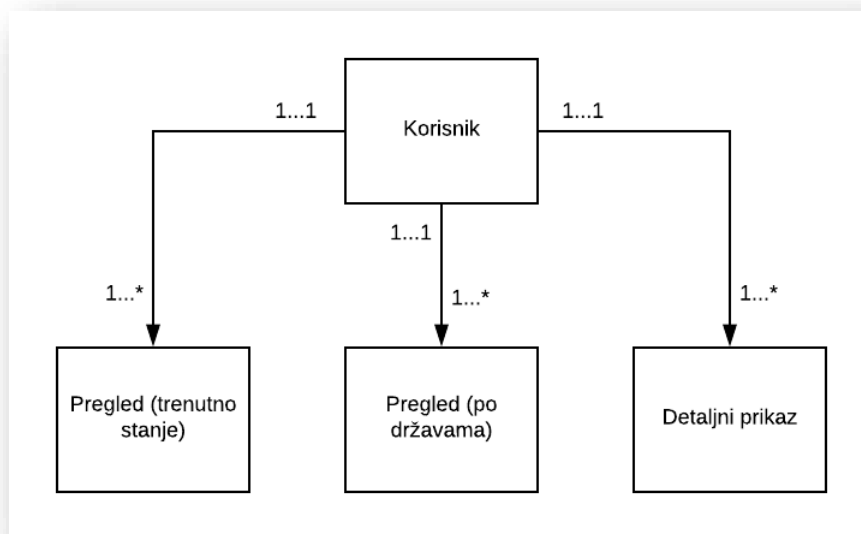 Korisnik
1...1
1...1
1...1
1...*
1...*
1...*
Pregled (trenutno
stanje)
Pregled (po
državama)
Detaljni prikaz